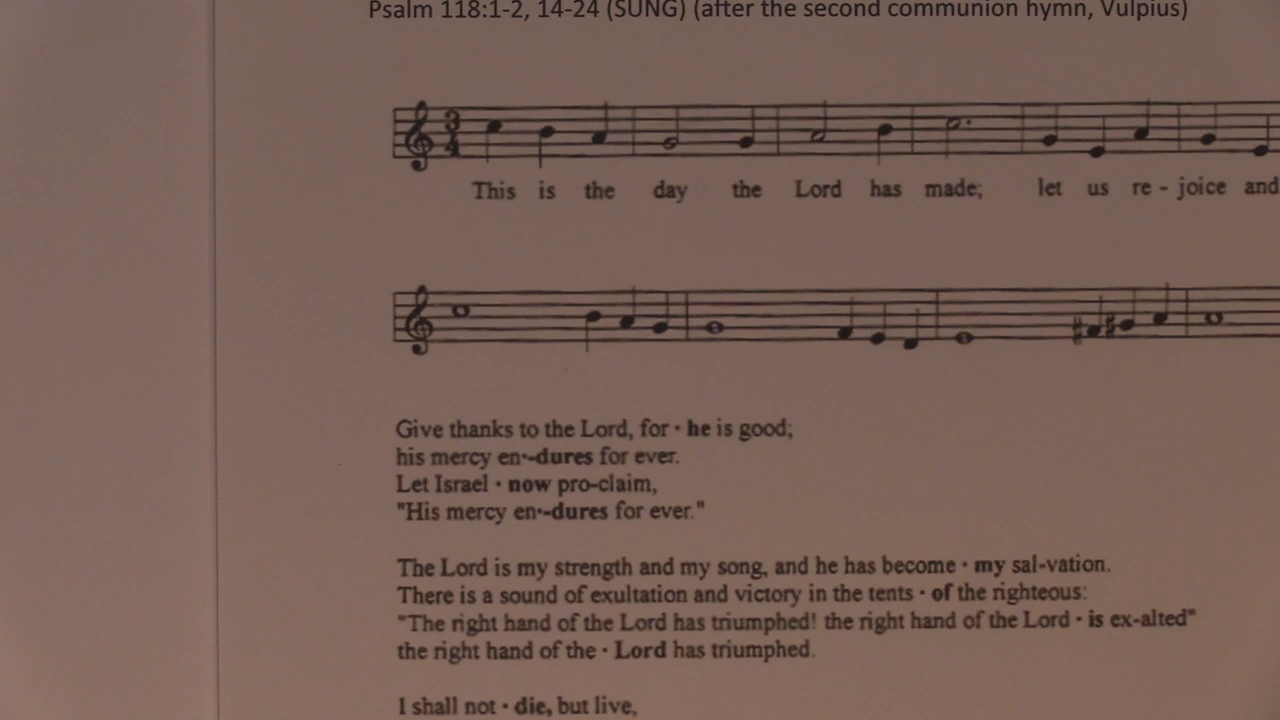 Psalm 118:1-2, 14-24 (SUNG) (after the second communion hymn, Vulpius)
3
4
This is the day the Lord has made; let us re - joice and
Give thanks to the Lord, for · he is good;
his mercy en·-dures for ever.
Let Israel · now pro-claim,
"His mercy en·-dures for ever."
The Lord is my strength and my song, and he has become · my sal-vation.
There is a sound of exultation and victory in the tents · of the righteous:
"The right hand of the Lord has triumphed! the right hand of the Lord · is ex-alted"
the right hand of the · Lord has triumphed.
I shall not · die, but live,